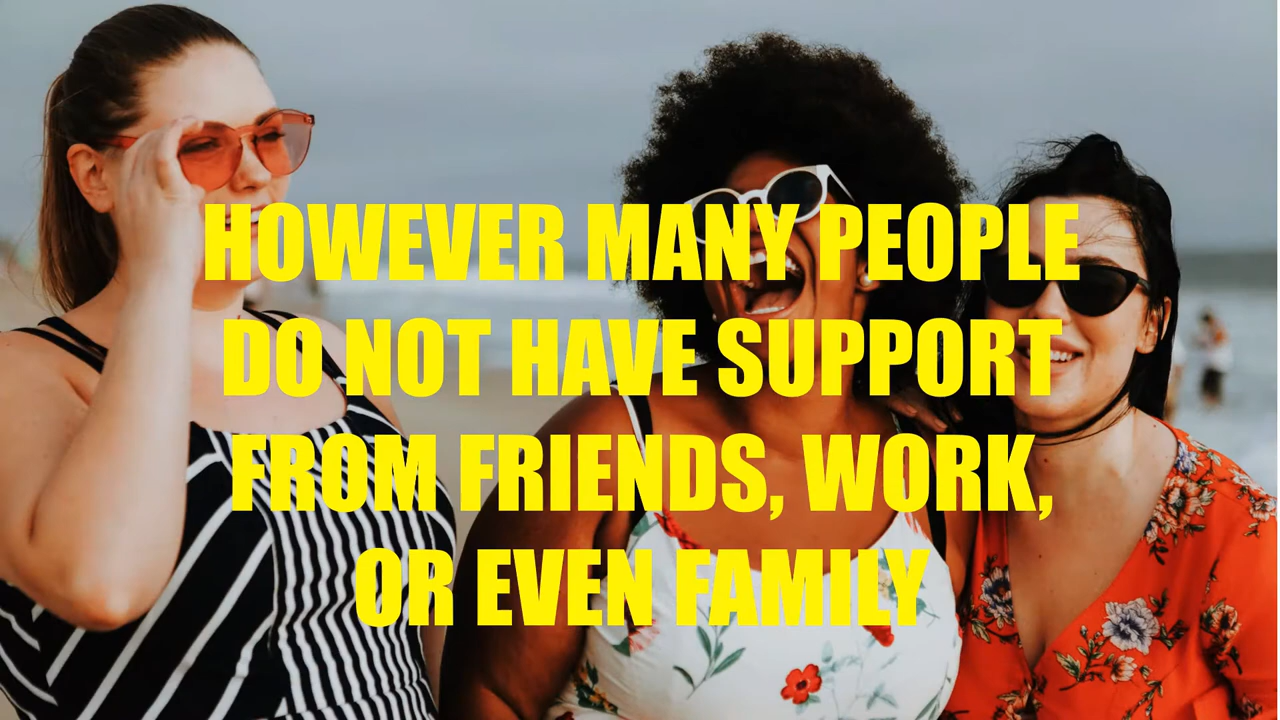 HOWEVER MANY PEOPLE
DO NOT HAVE SUPPORT
FROM FRIENDS, WORK,
OR EVEN FAMILY